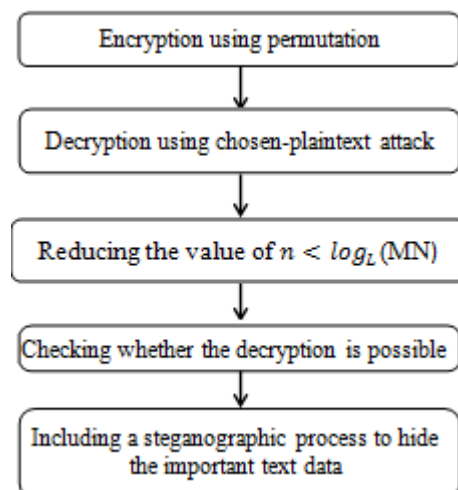 Encryption using permutation
Decryption using chosen-plaintext attack
Reducing the value of n < log_L(MN)
Checking whether the decryption is possible
Including a steganographic process to hide
the important text data